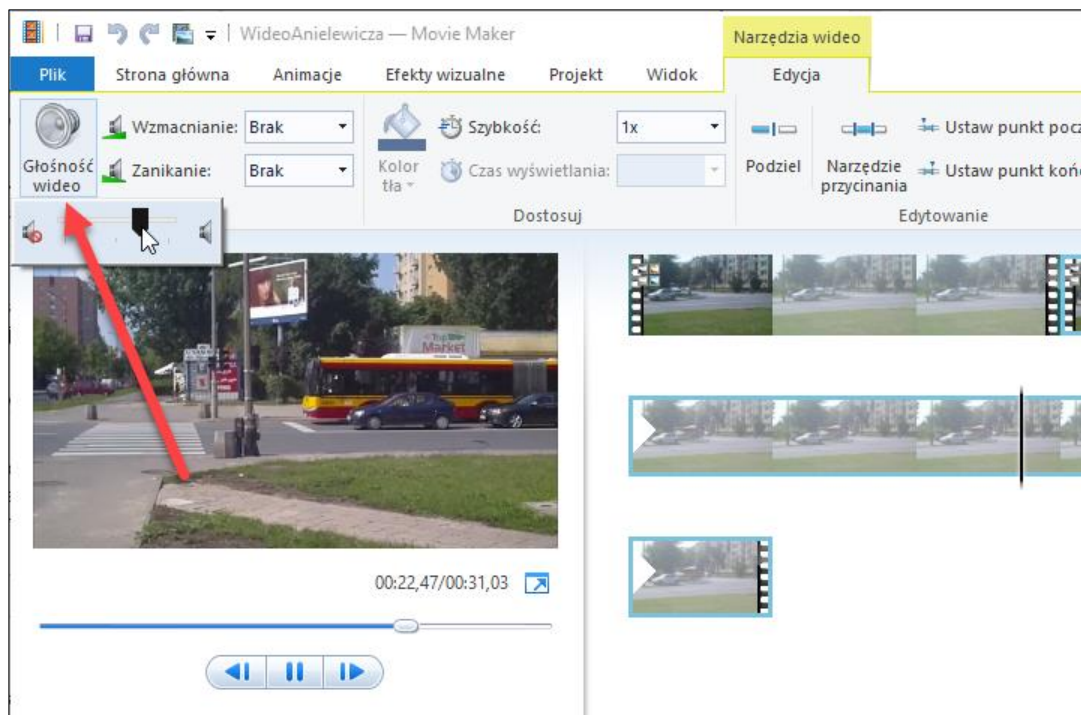 WideoAnielewicza — Movie Maker
Narzędzia wideo
Plik Strona główna Animacje Efekty wizualne Projekt Widok Edycja
Głośność wideo
Wzmacnianie: Brak
Zanikanie: Brak
Kolor tła
Szybkość: 1x
Czas wyświetlania:
Dostosuj
Podziel
Narzędzie przycinania
Ustaw punkt pocz
Ustaw punkt koń
Edytowanie
Top
Market
00:22,47/00:31,03